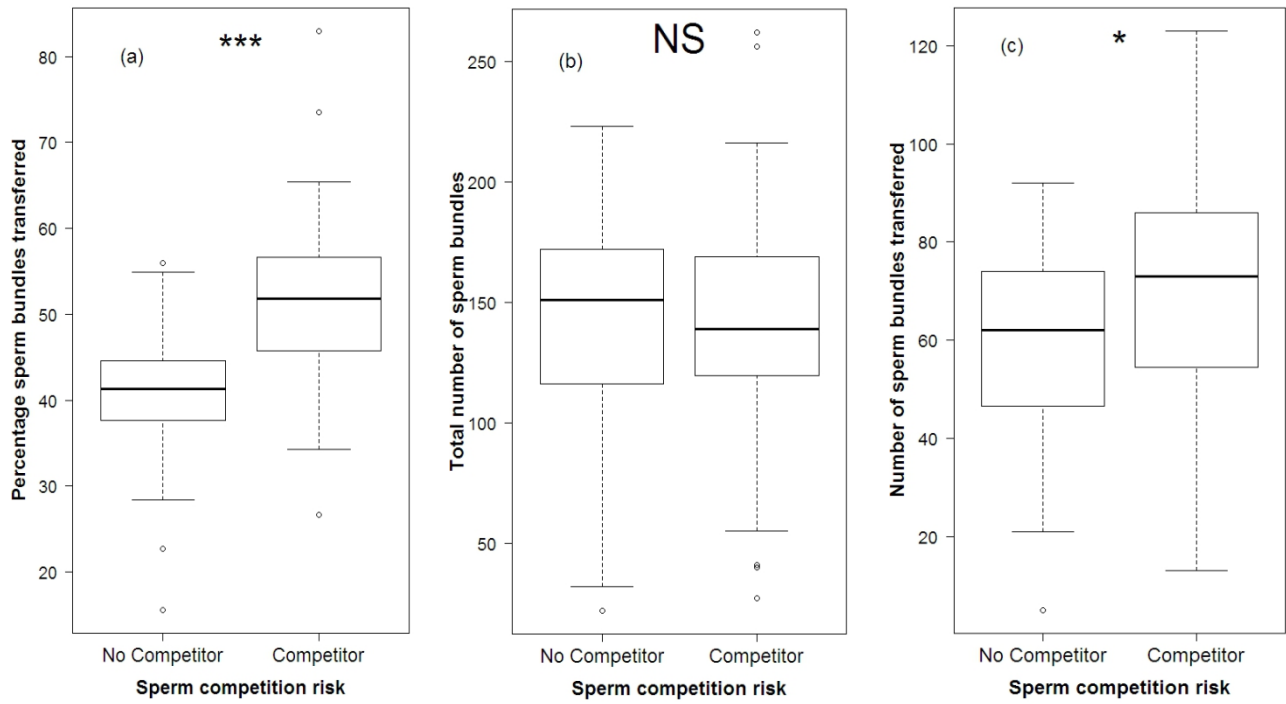 (a)
***
Percentage sperm bundles transferred
80
70
60
50
40
30
20
No Competitor
Competitor
Sperm competition risk
(b)
NS
Total number of sperm bundles
250
200
150
100
50
No Competitor
Competitor
Sperm competition risk
(c)
*
Number of sperm bundles transferred
120
100
80
60
40
20
No Competitor
Competitor
Sperm competition risk